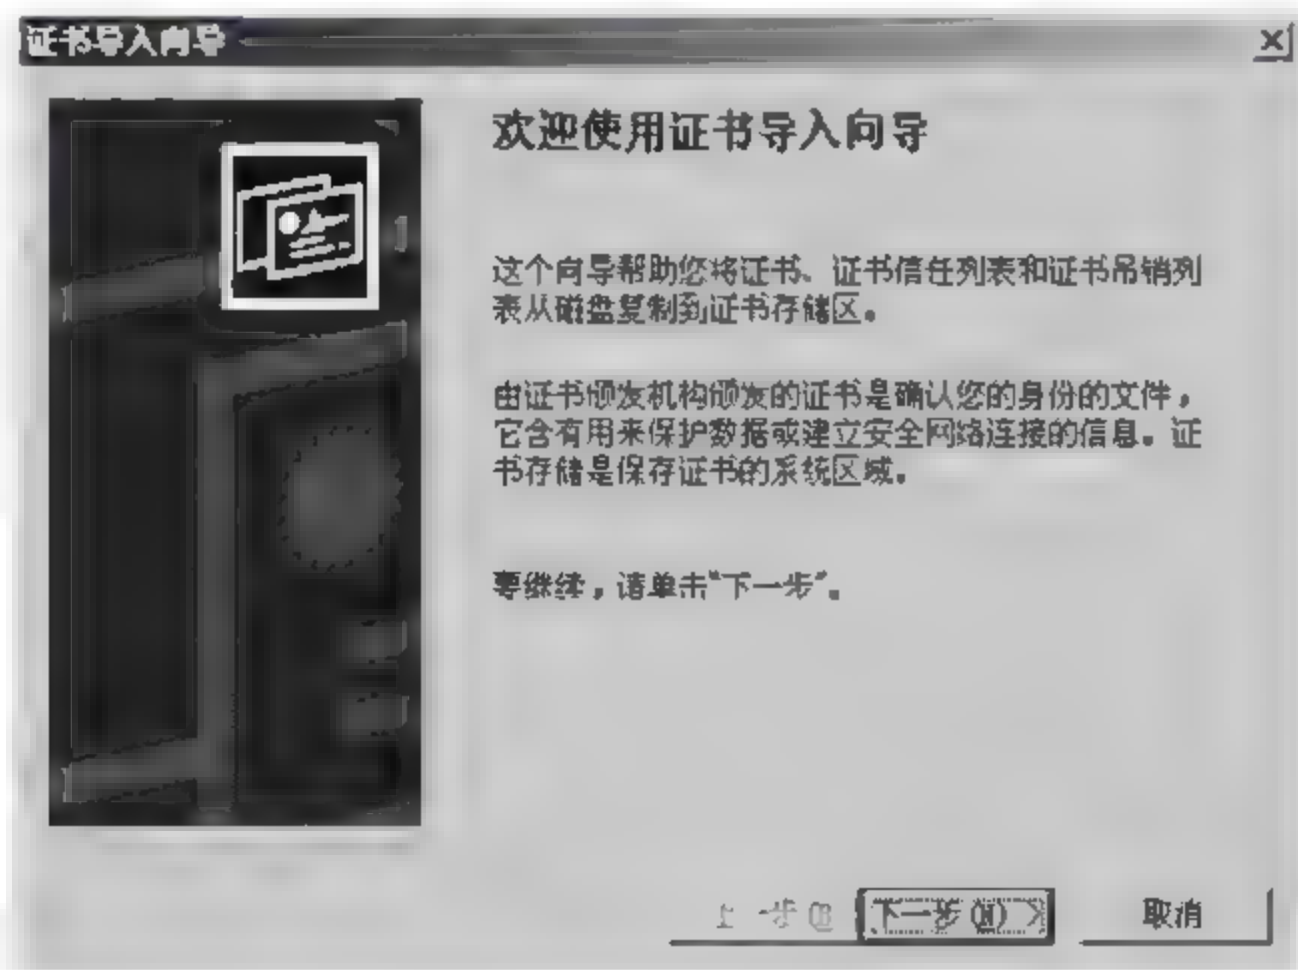 证书导入向导
欢迎使用证书导入向导
这个向导帮助您将证书、证书信任列表和证书吊销列
表从磁盘复制到证书存储区。
由证书颁发机构颁发的证书是确认您的身份的文件，
它含有用来保护数据或建立安全网络连接的信息。证
书存储是保存证书的系统区域。
要继续，请单击“下一步”。
上一步(B)
下一步(N) >
取消